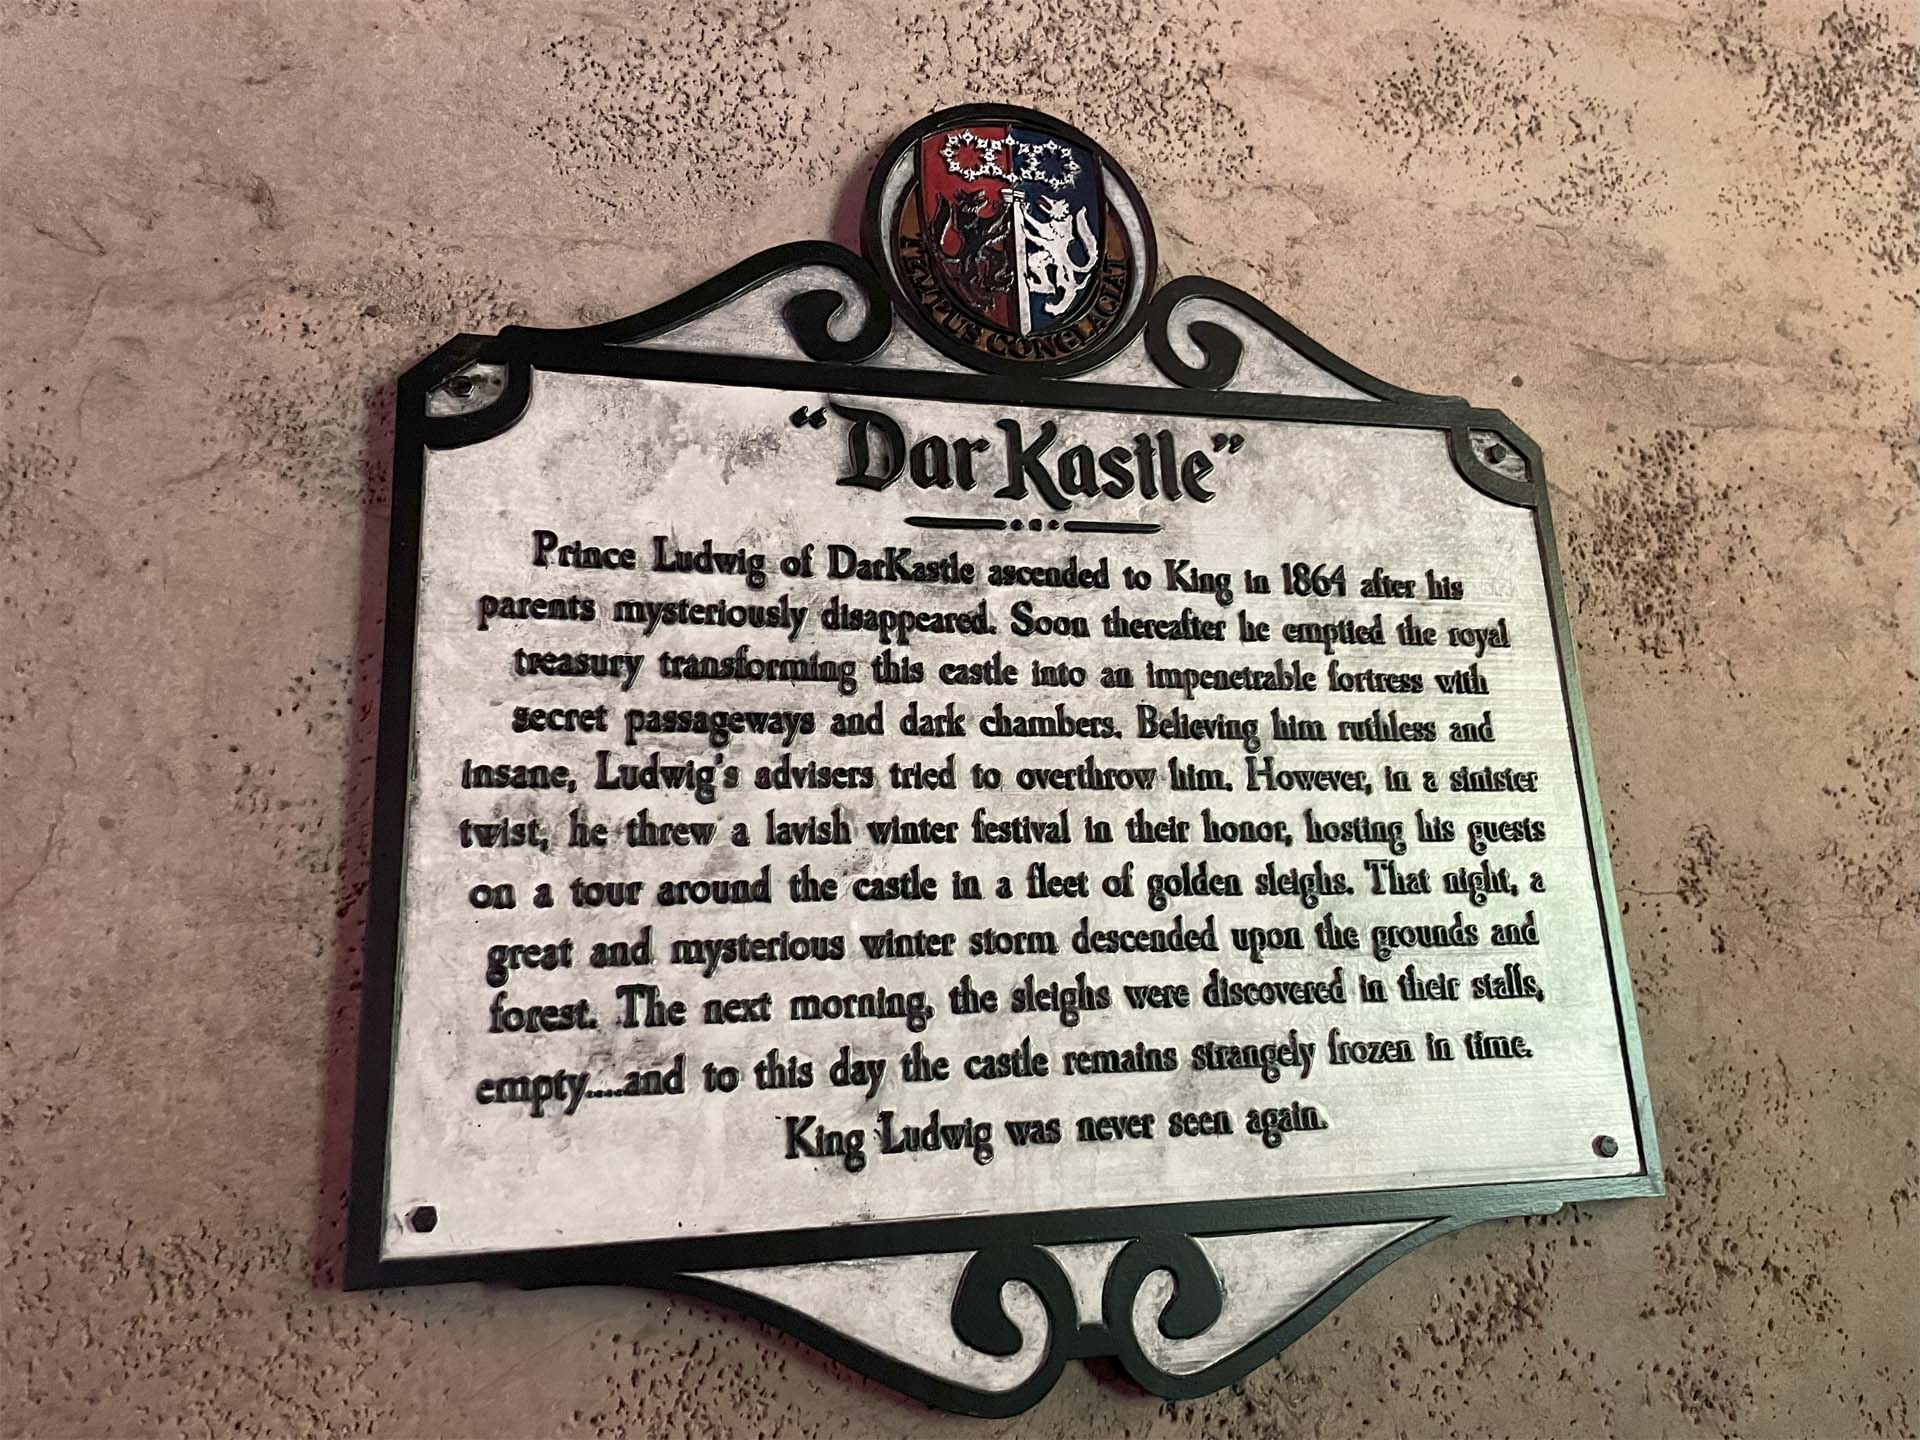 TEMPUS CONGLACIAT
“DarKastle”
Prince Ludwig of DarKastle ascended to King in 1864 after his
parents mysteriously disappeared. Soon thereafter he emptied the royal
treasury transforming this castle into an impenetrable fortress with
secret passageways and dark chambers. Believing him ruthless and
insane, Ludwig's advisers tried to overthrow him. However, in a sinister
twist, he threw a lavish winter festival in their honor, hosting his guests
on a tour around the castle in a fleet of golden sleighs. That night, a
great and mysterious winter storm descended upon the grounds and
forest. The next morning, the sleighs were discovered in their stalls,
empty....and to this day the castle remains strangely frozen in time.
King Ludwig was never seen again.